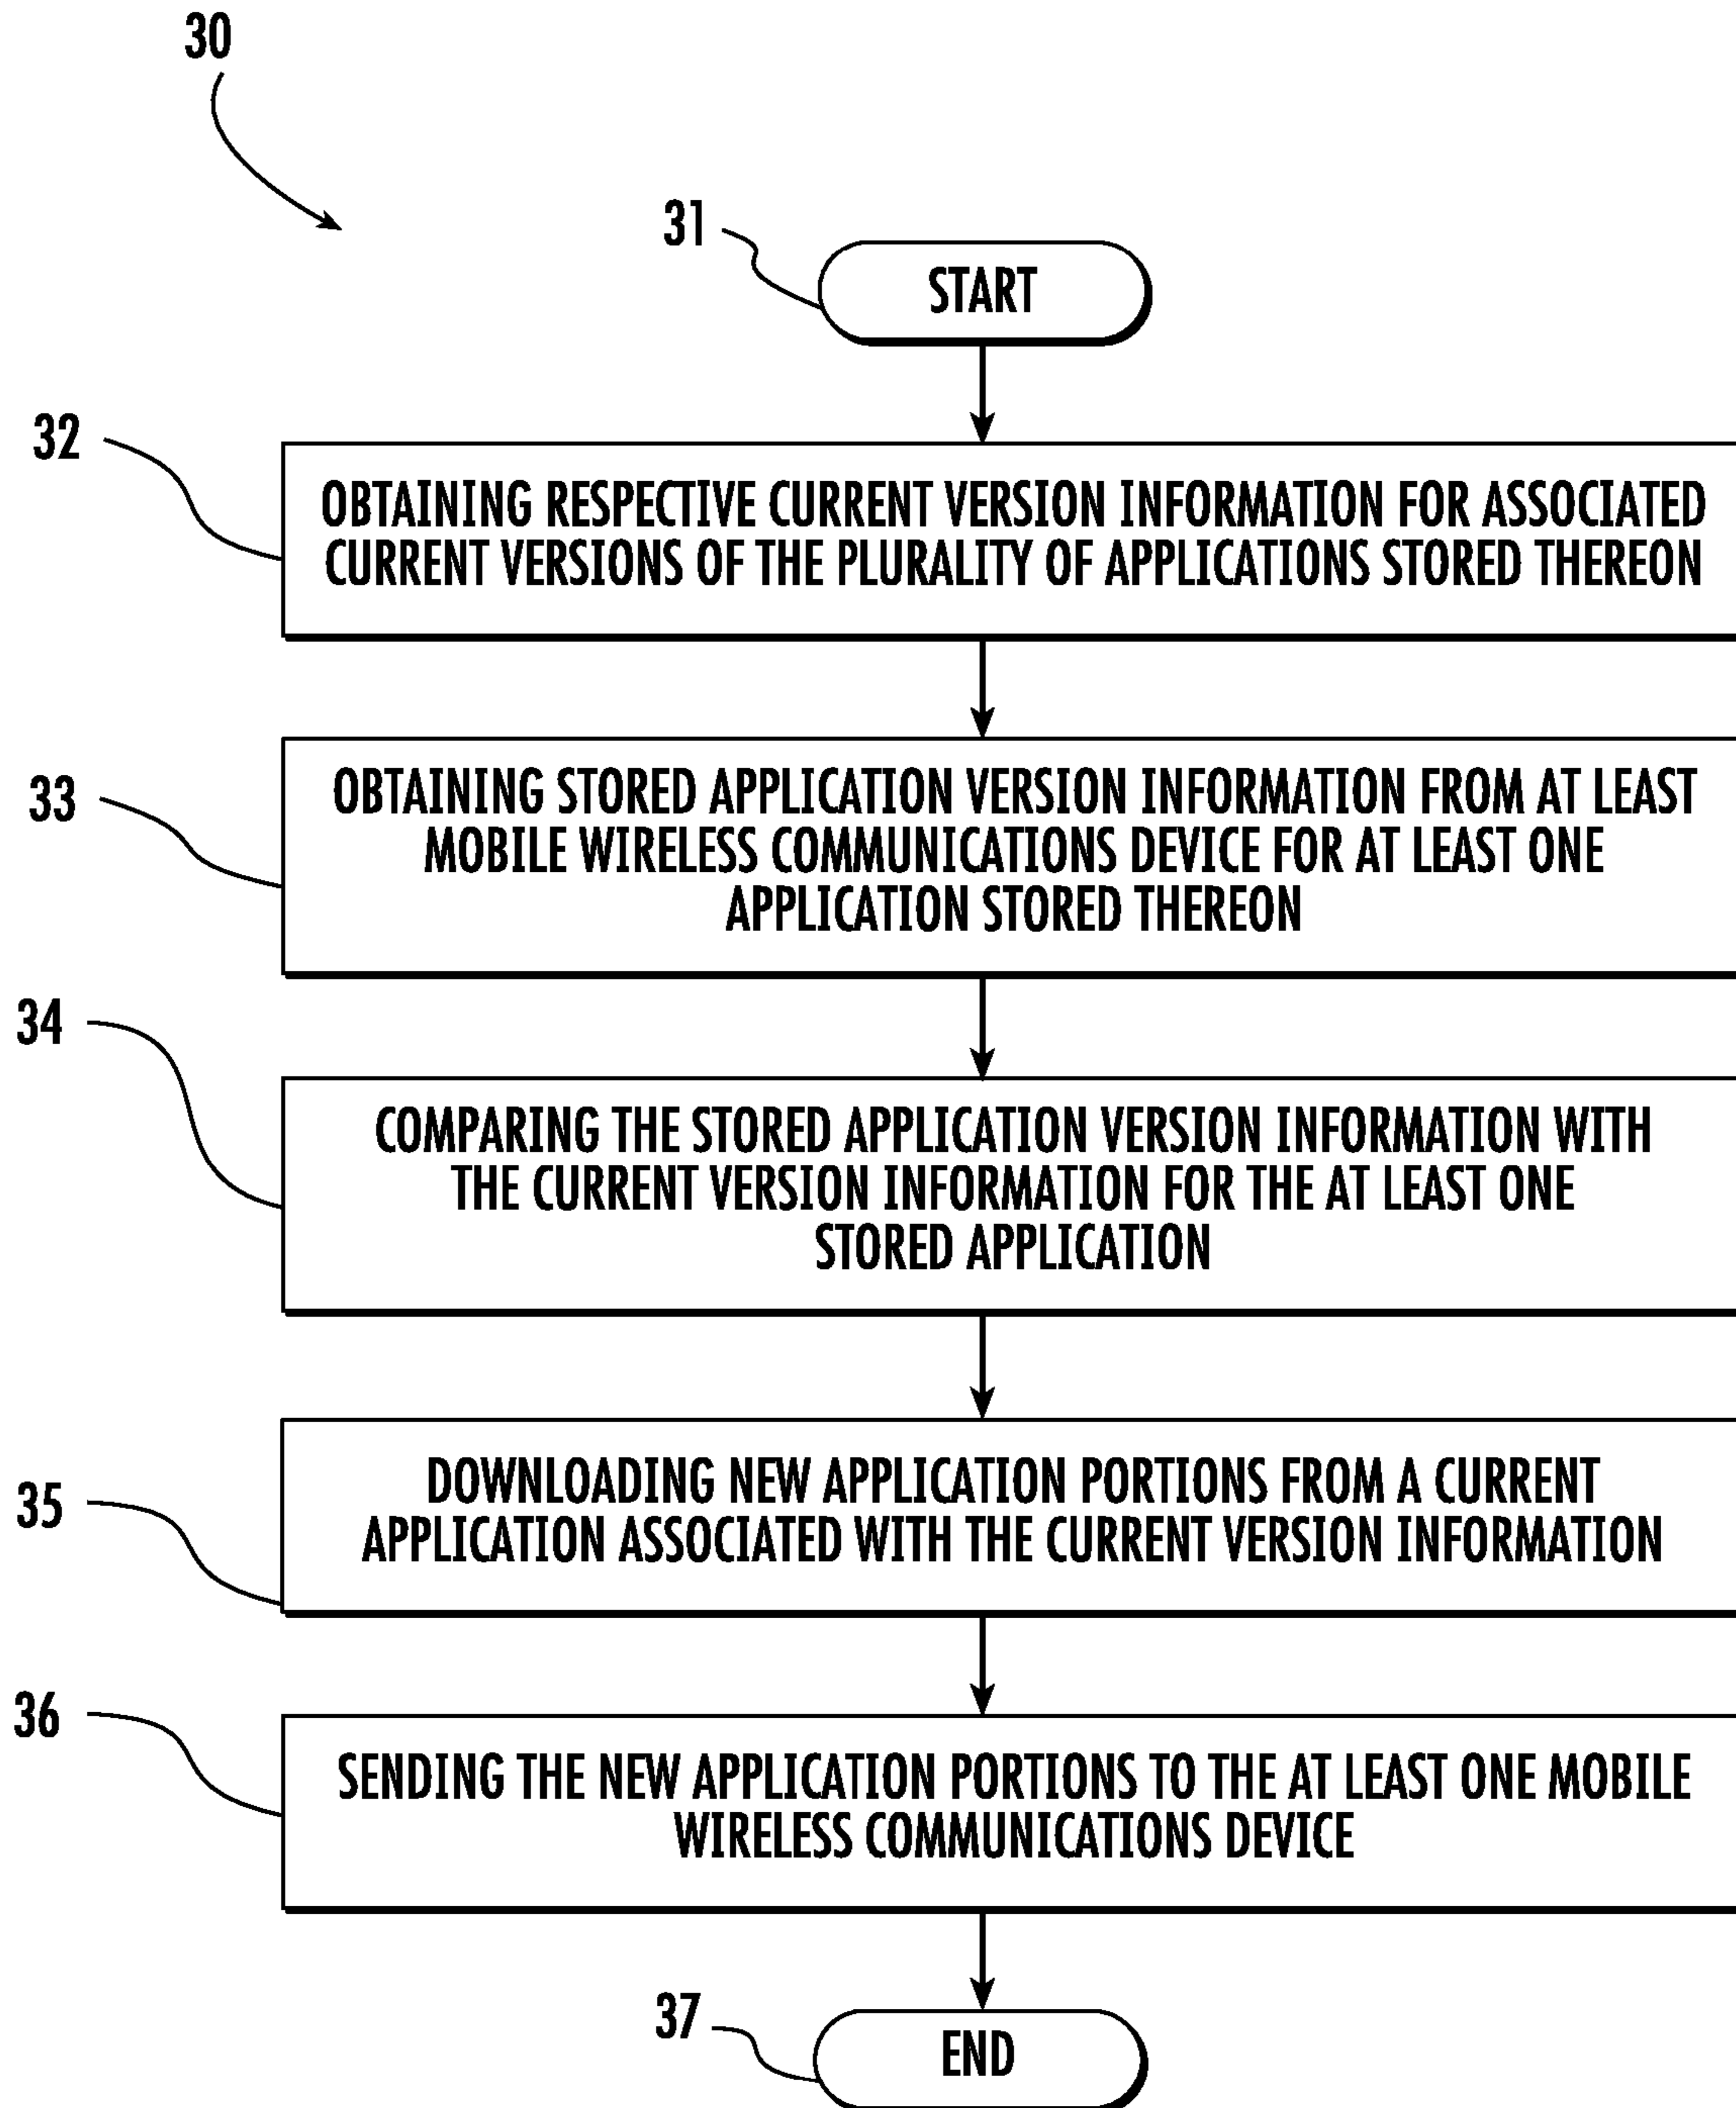 30
31
START
32
OBTAINING RESPECTIVE CURRENT VERSION INFORMATION FOR ASSOCIATED
CURRENT VERSIONS OF THE PLURALITY OF APPLICATIONS STORED THEREON
33
OBTAINING STORED APPLICATION VERSION INFORMATION FROM AT LEAST
MOBILE WIRELESS COMMUNICATIONS DEVICE FOR AT LEAST ONE
APPLICATION STORED THEREON
34
COMPARING THE STORED APPLICATION VERSION INFORMATION WITH
THE CURRENT VERSION INFORMATION FOR THE AT LEAST ONE
STORED APPLICATION
35
DOWNLOADING NEW APPLICATION PORTIONS FROM A CURRENT
APPLICATION ASSOCIATED WITH THE CURRENT VERSION INFORMATION
36
SENDING THE NEW APPLICATION PORTIONS TO THE AT LEAST ONE MOBILE
WIRELESS COMMUNICATIONS DEVICE
37
END